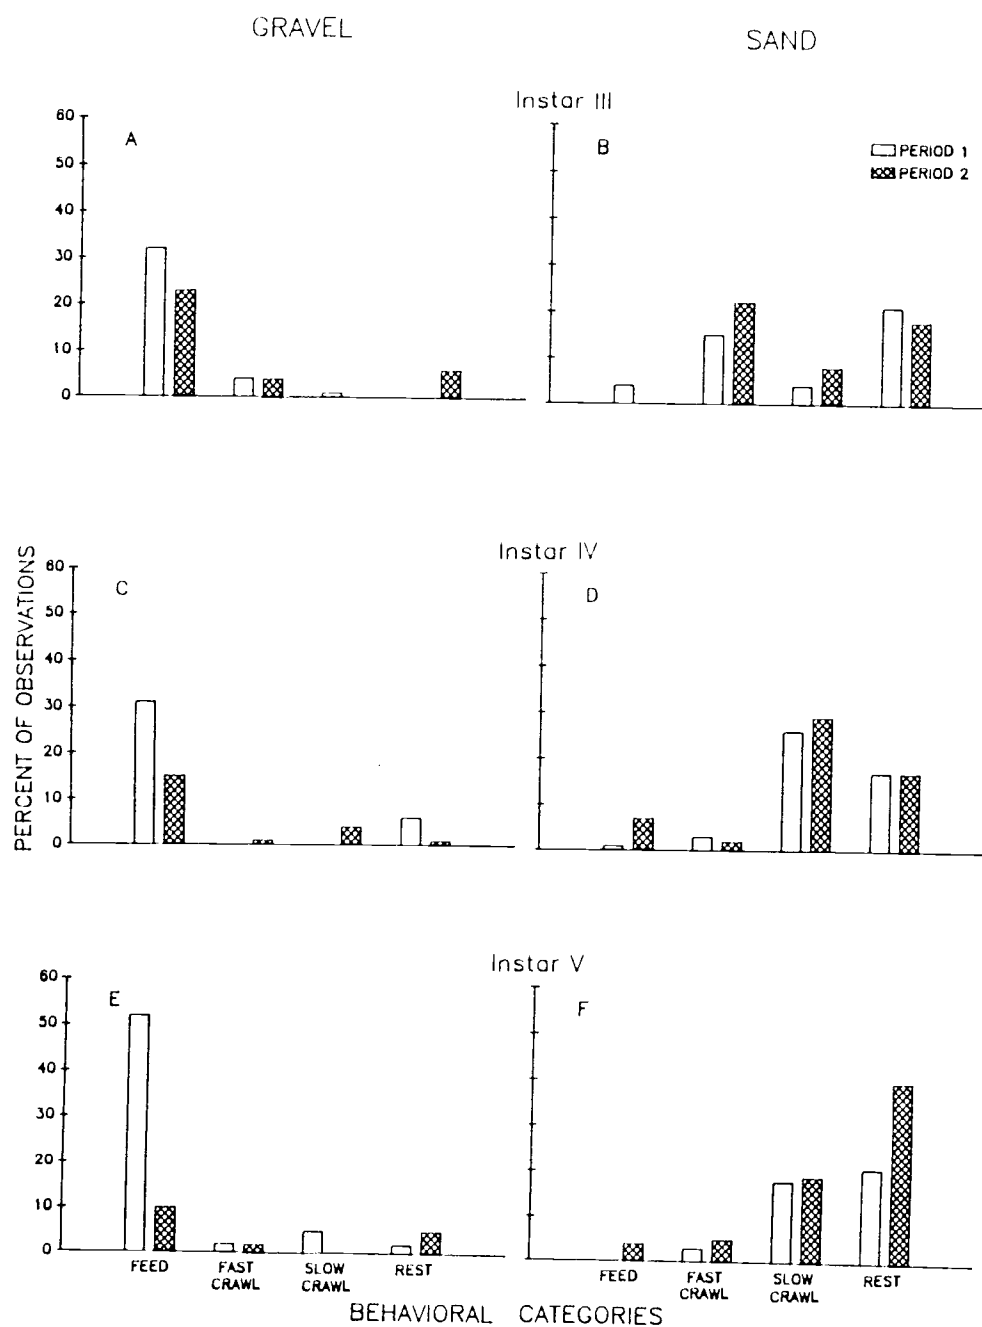 GRAVEL
SAND
Instar III
60
50
40
30
20
10
0
A
B
PERIOD 1
PERIOD 2
Instar IV
PERCENT OF OBSERVATIONS
60
50
40
30
20
10
0
C
D
Instar V
60
50
40
30
20
10
0
E
F
FEED
FAST CRAWL
SLOW CRAWL
REST
FEED
FAST CRAWL
SLOW CRAWL
REST
BEHAVIORAL CATEGORIES